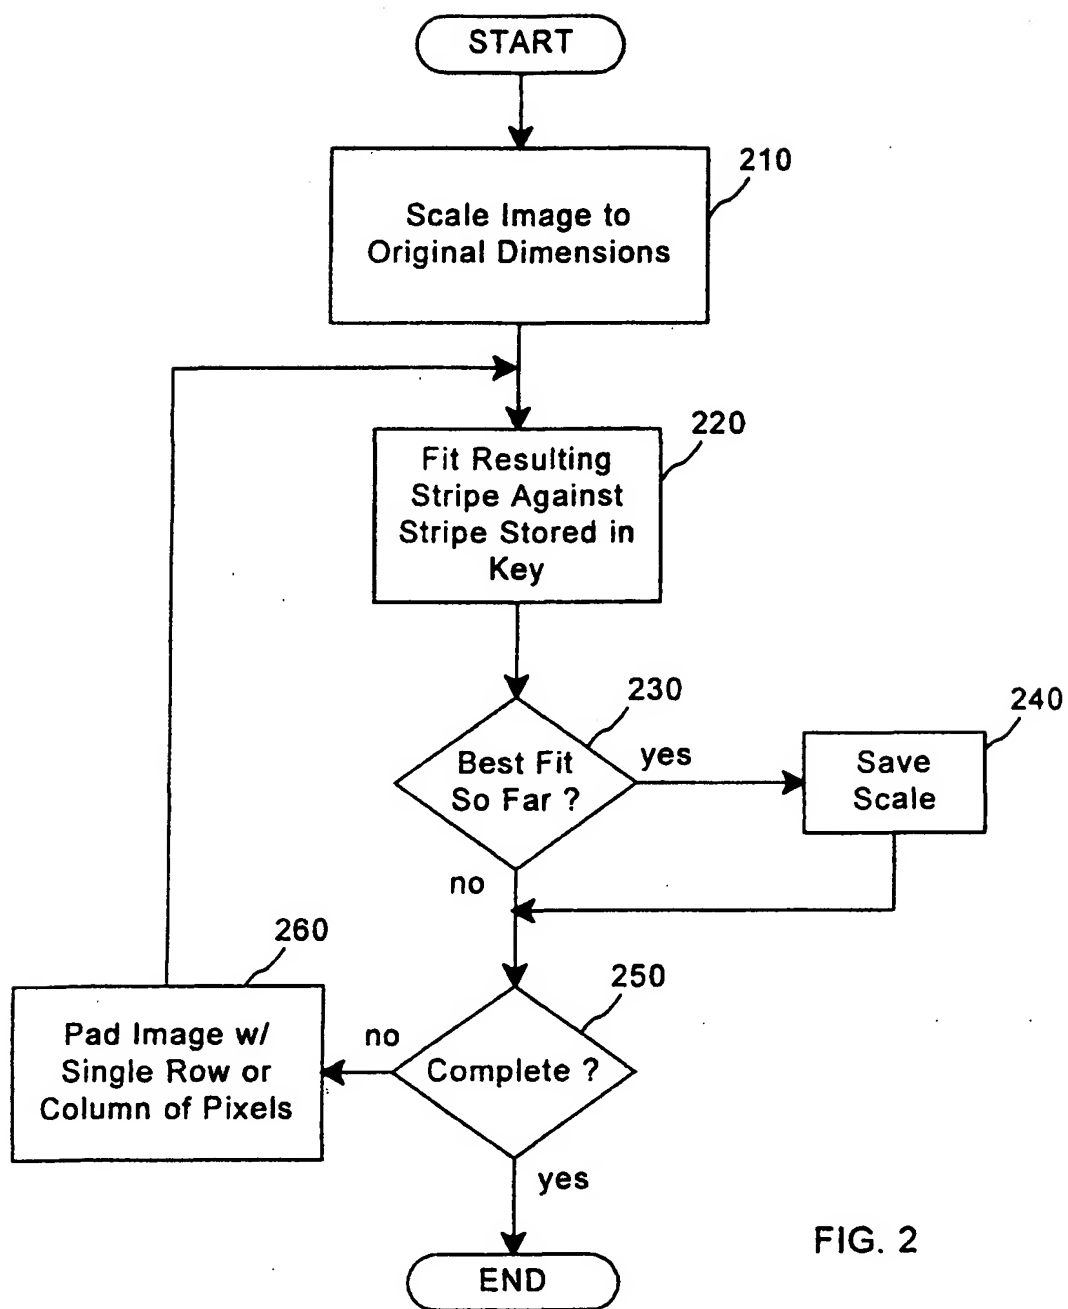 START
210
Scale Image to
Original Dimensions
220
Fit Resulting
Stripe Against
Stripe Stored in
Key
230
240
Best Fit
So Far ?
yes
Save
Scale
no
260
250
Pad Image w/
Single Row or
Column of Pixels
no
Complete ?
yes
FIG. 2
END